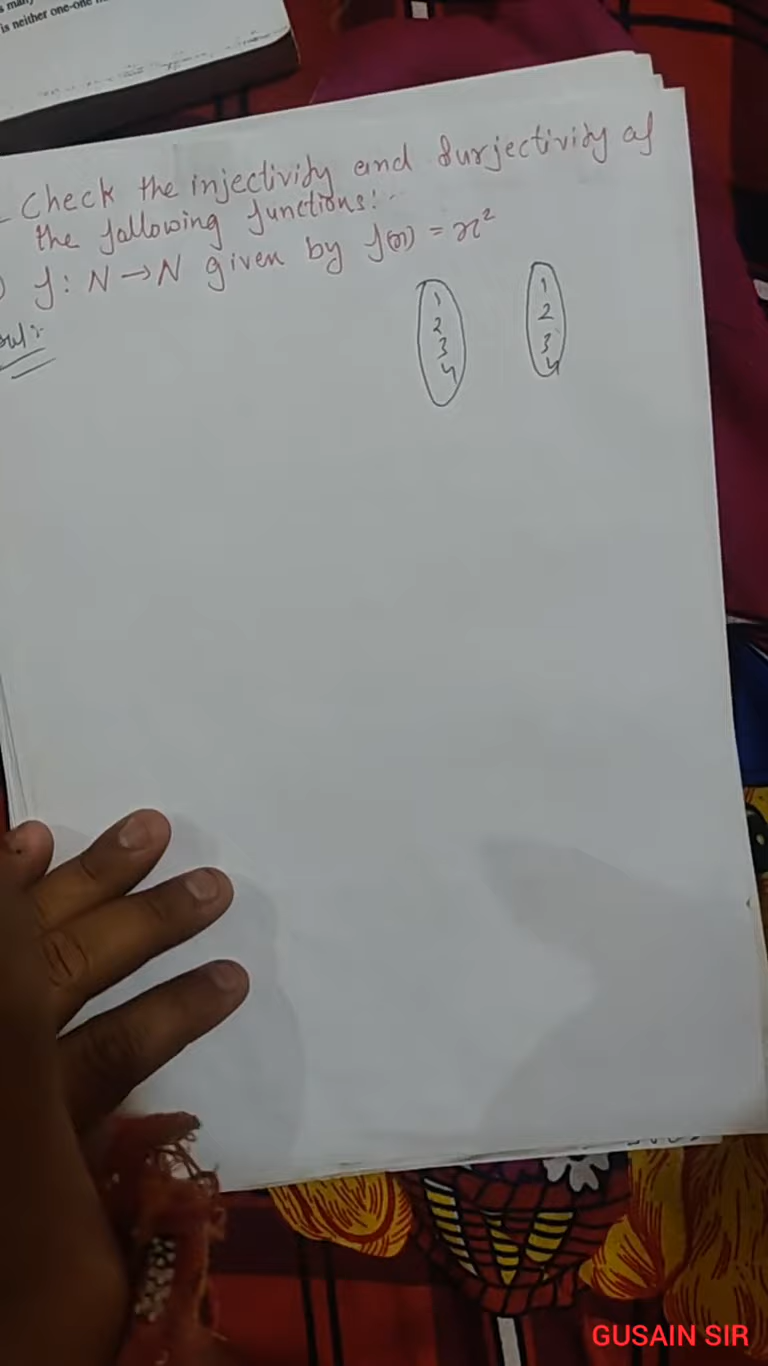 is neither one-one
Check the injectivity and Surjectivity of
the following functions:-
f: N → N given by f(x) = x²
1 1
2 2
3 3
4 4
GUSAIN SIR